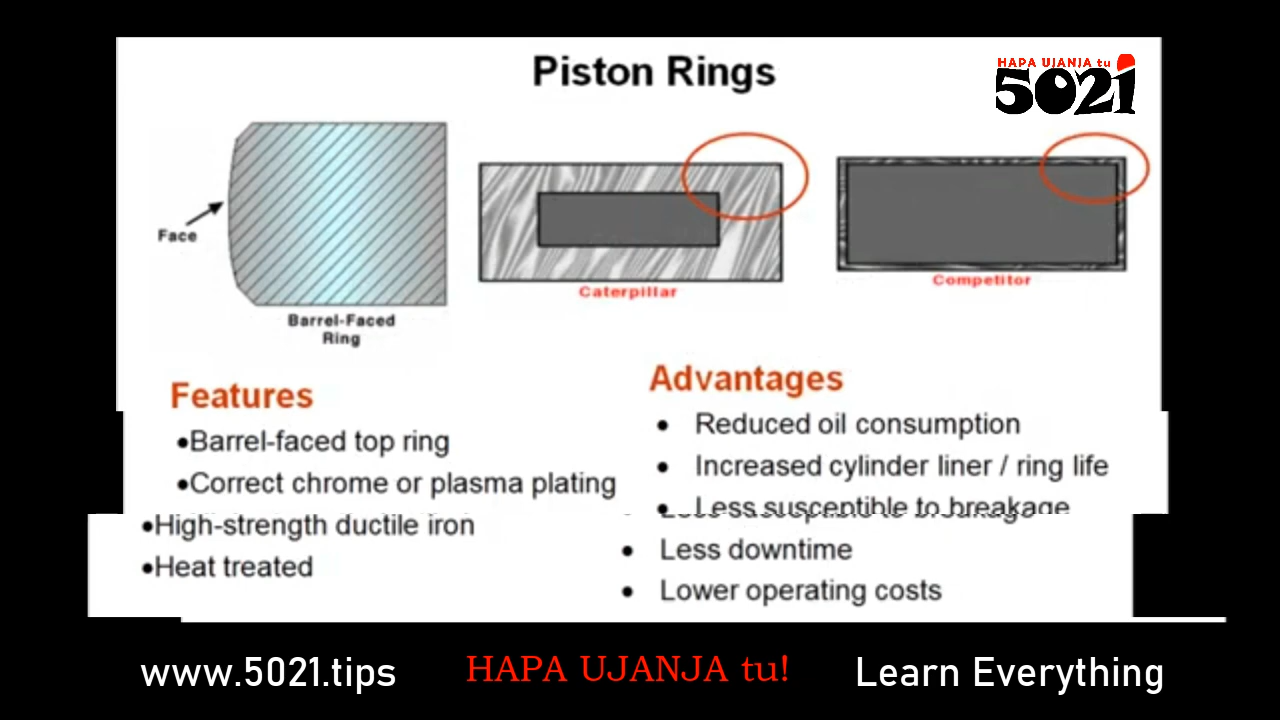 Piston Rings
HAPA UJANJA tu
5021
Face
Barrel-Faced
Ring
Caterpillar
Competitor
Features
•Barrel-faced top ring
•Correct chrome or plasma plating
•High-strength ductile iron
•Heat treated
Advantages
• Reduced oil consumption
• Increased cylinder liner / ring life
• Less susceptible to breakage
• Less downtime
• Lower operating costs
www.5021.tips
HAPA UJANJA tu!
Learn Everything